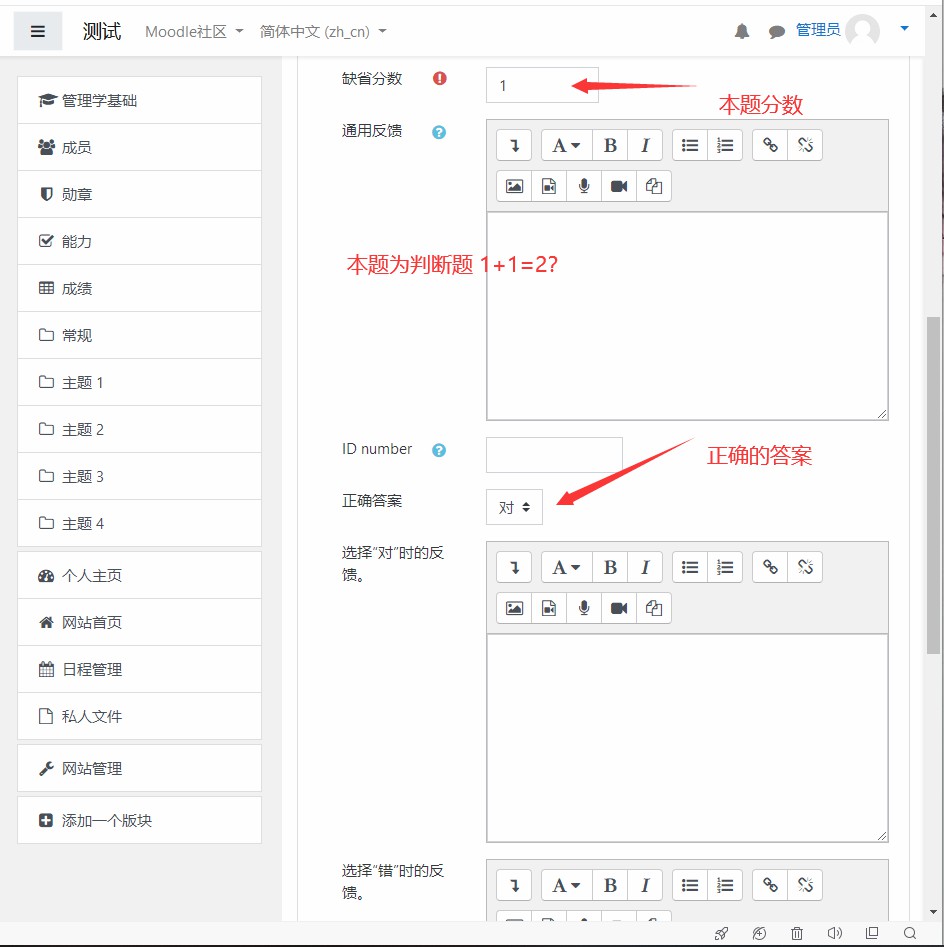 测试 Moodle社区 简体中文 (zh_cn) 管理员
管理学基础
成员
勋章
能力
成绩
常规
主题 1
主题 2
主题 3
主题 4
个人主页
网站首页
日程管理
私人文件
网站管理
添加一个版块
缺省分数 1
本题分数
通用反馈
本题为判断题 1+1=2?
ID number
正确的答案
正确答案 对
选择“对”时的反
馈。
选择“错”时的反
馈。